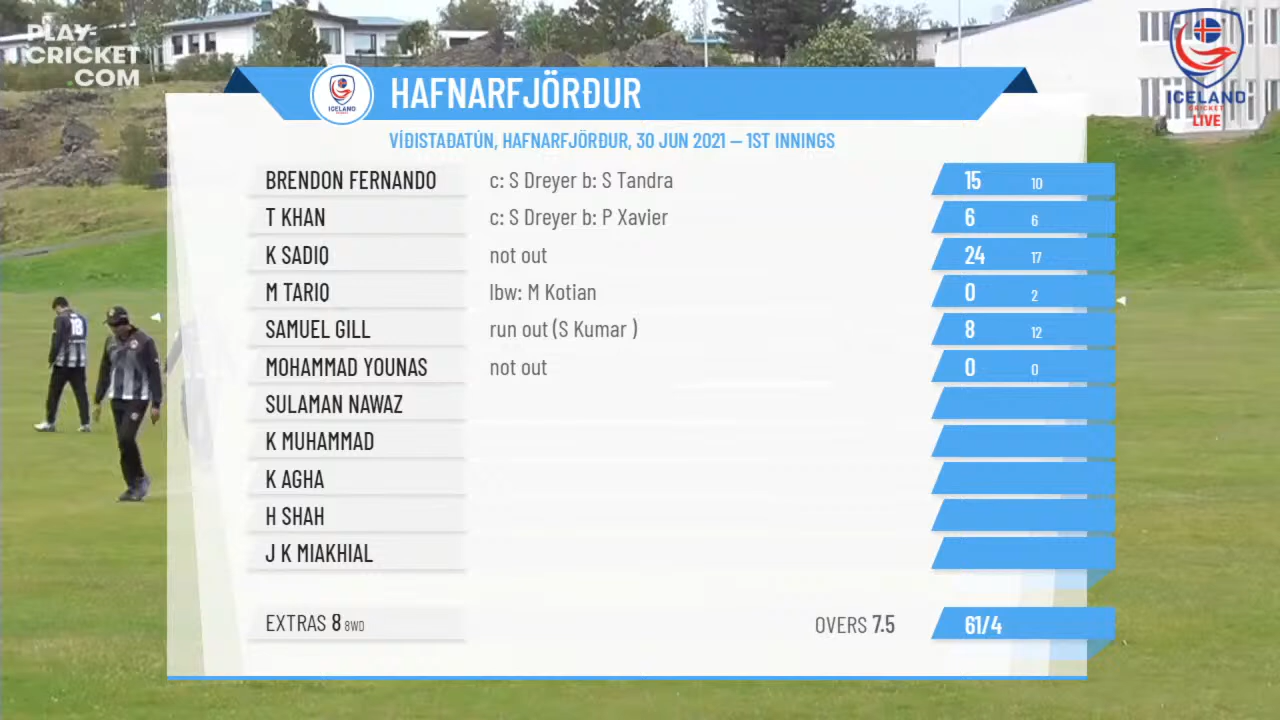 PLAY-
CRICKET
.COM
HAFNARFJÖRÐUR
ICELAND
CRICKET
LIVE
VÍÐISTAÐATÚN, HAFNARFJÖRÐUR, 30 JUN 2021 – 1ST INNINGS
BRENDON FERNANDO c: S Dreyer b: S Tandra 15 10
T KHAN c: S Dreyer b: P Xavier 6 6
K SADIQ not out 24 17
M TARIQ lbw: M Kotian 0 2
SAMUEL GILL run out (S Kumar ) 8 12
MOHAMMAD YOUNAS not out 0 0
SULAMAN NAWAZ
K MUHAMMAD
K AGHA
H SHAH
J K MIAKHIAL
EXTRAS 8 8WD OVERS 7.5 61/4
18
ICELAND